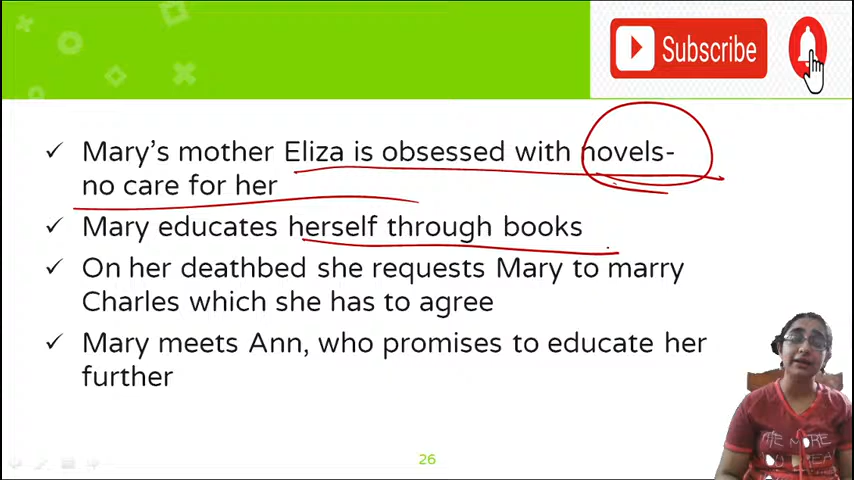 Subscribe
✓ Mary's mother Eliza is obsessed with novels-
no care for her
✓ Mary educates herself through books
✓ On her deathbed she requests Mary to marry
Charles which she has to agree
✓ Mary meets Ann, who promises to educate her
further
THE MORE
26